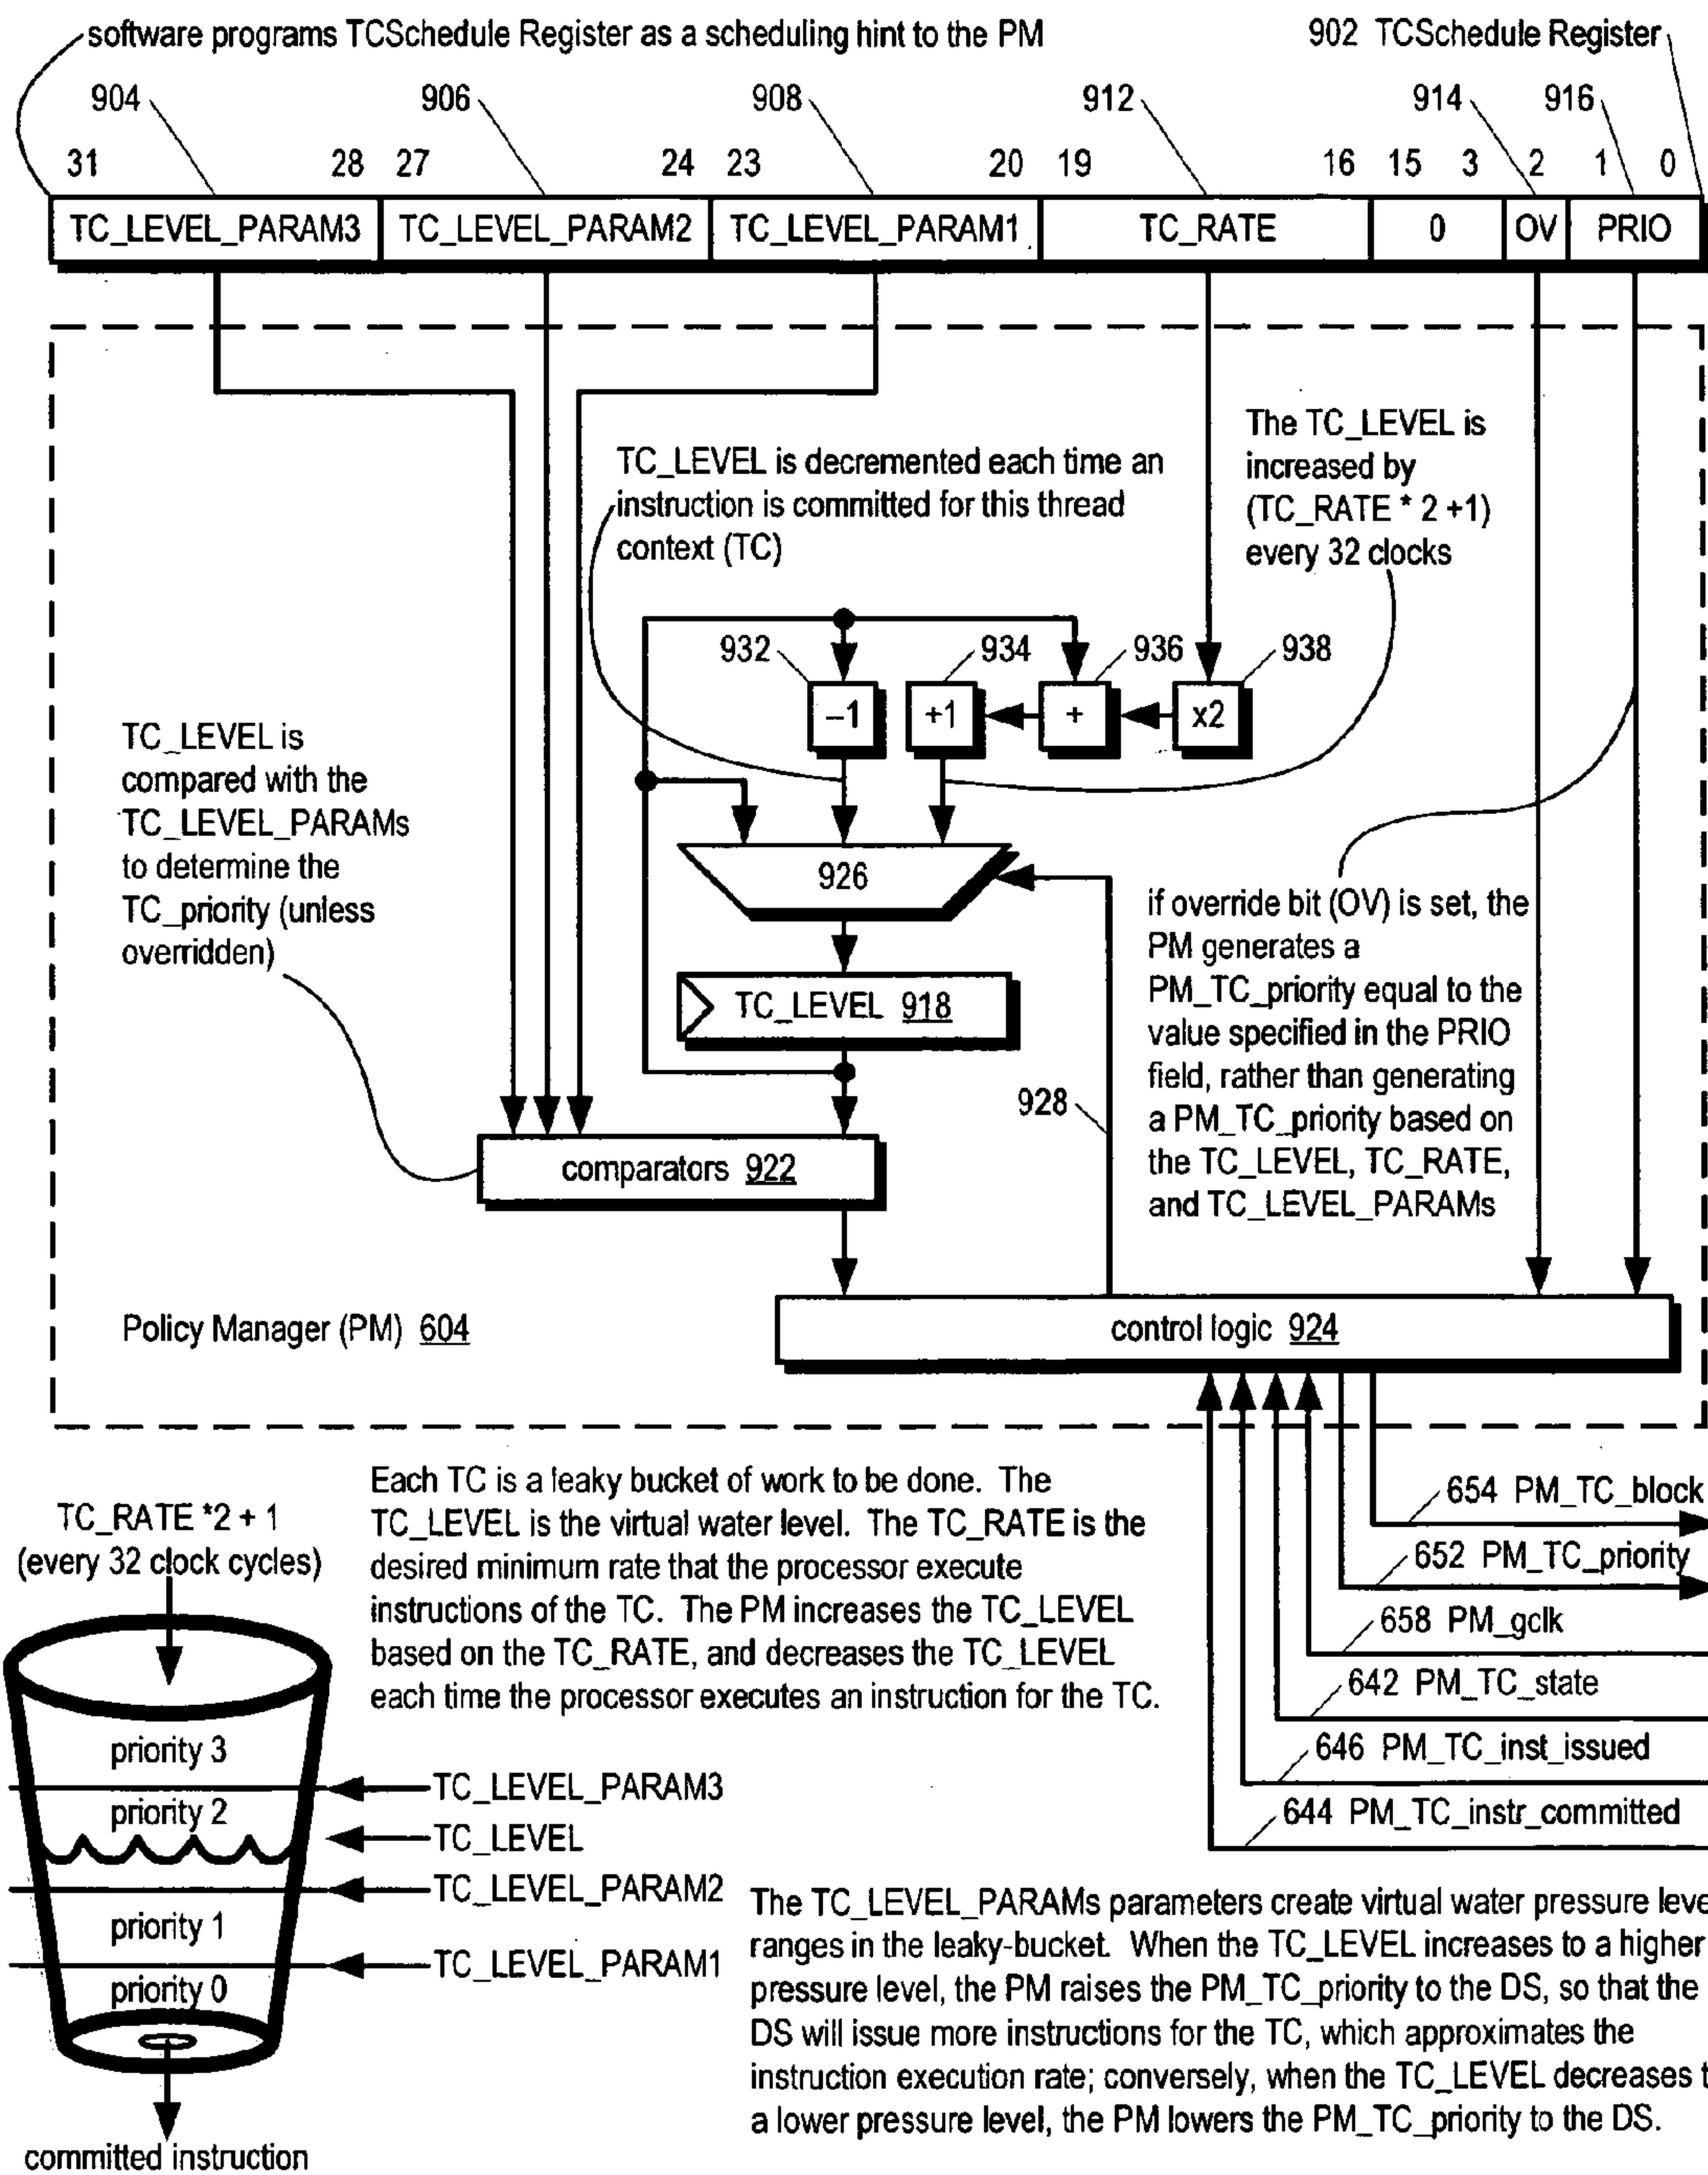 software programs TCSchedule Register as a scheduling hint to the PM
902 TCSchedule Register
904 906 908 912 914 916
31 28 27 24 23 20 19 16 15 3 2 1 0
TC_LEVEL_PARAM3 TC_LEVEL_PARAM2 TC_LEVEL_PARAM1 TC_RATE 0 OV PRIO
TC_LEVEL is decremented each time an
instruction is committed for this thread
context (TC)
The TC_LEVEL is
increased by
(TC_RATE * 2 +1)
every 32 clocks
932 934 936 938
–1 +1 + x2
TC_LEVEL is
compared with the
TC_LEVEL_PARAMs
to determine the
TC_priority (unless
overridden)
926
TC_LEVEL 918
928
comparators 922
if override bit (OV) is set, the
PM generates a
PM_TC_priority equal to the
value specified in the PRIO
field, rather than generating
a PM_TC_priority based on
the TC_LEVEL, TC_RATE,
and TC_LEVEL_PARAMs
Policy Manager (PM) 604
control logic 924
654 PM_TC_block
652 PM_TC_priority
658 PM_gclk
642 PM_TC_state
646 PM_TC_inst_issued
644 PM_TC_instr_committed
Each TC is a leaky bucket of work to be done. The
TC_LEVEL is the virtual water level. The TC_RATE is the
desired minimum rate that the processor execute
instructions of the TC. The PM increases the TC_LEVEL
based on the TC_RATE, and decreases the TC_LEVEL
each time the processor executes an instruction for the TC.
TC_RATE *2 + 1
(every 32 clock cycles)
priority 3
TC_LEVEL_PARAM3
priority 2
TC_LEVEL
TC_LEVEL_PARAM2
priority 1
TC_LEVEL_PARAM1
priority 0
committed instruction
The TC_LEVEL_PARAMs parameters create virtual water pressure leve
ranges in the leaky-bucket. When the TC_LEVEL increases to a higher
pressure level, the PM raises the PM_TC_priority to the DS, so that the
DS will issue more instructions for the TC, which approximates the
instruction execution rate; conversely, when the TC_LEVEL decreases t
a lower pressure level, the PM lowers the PM_TC_priority to the DS.